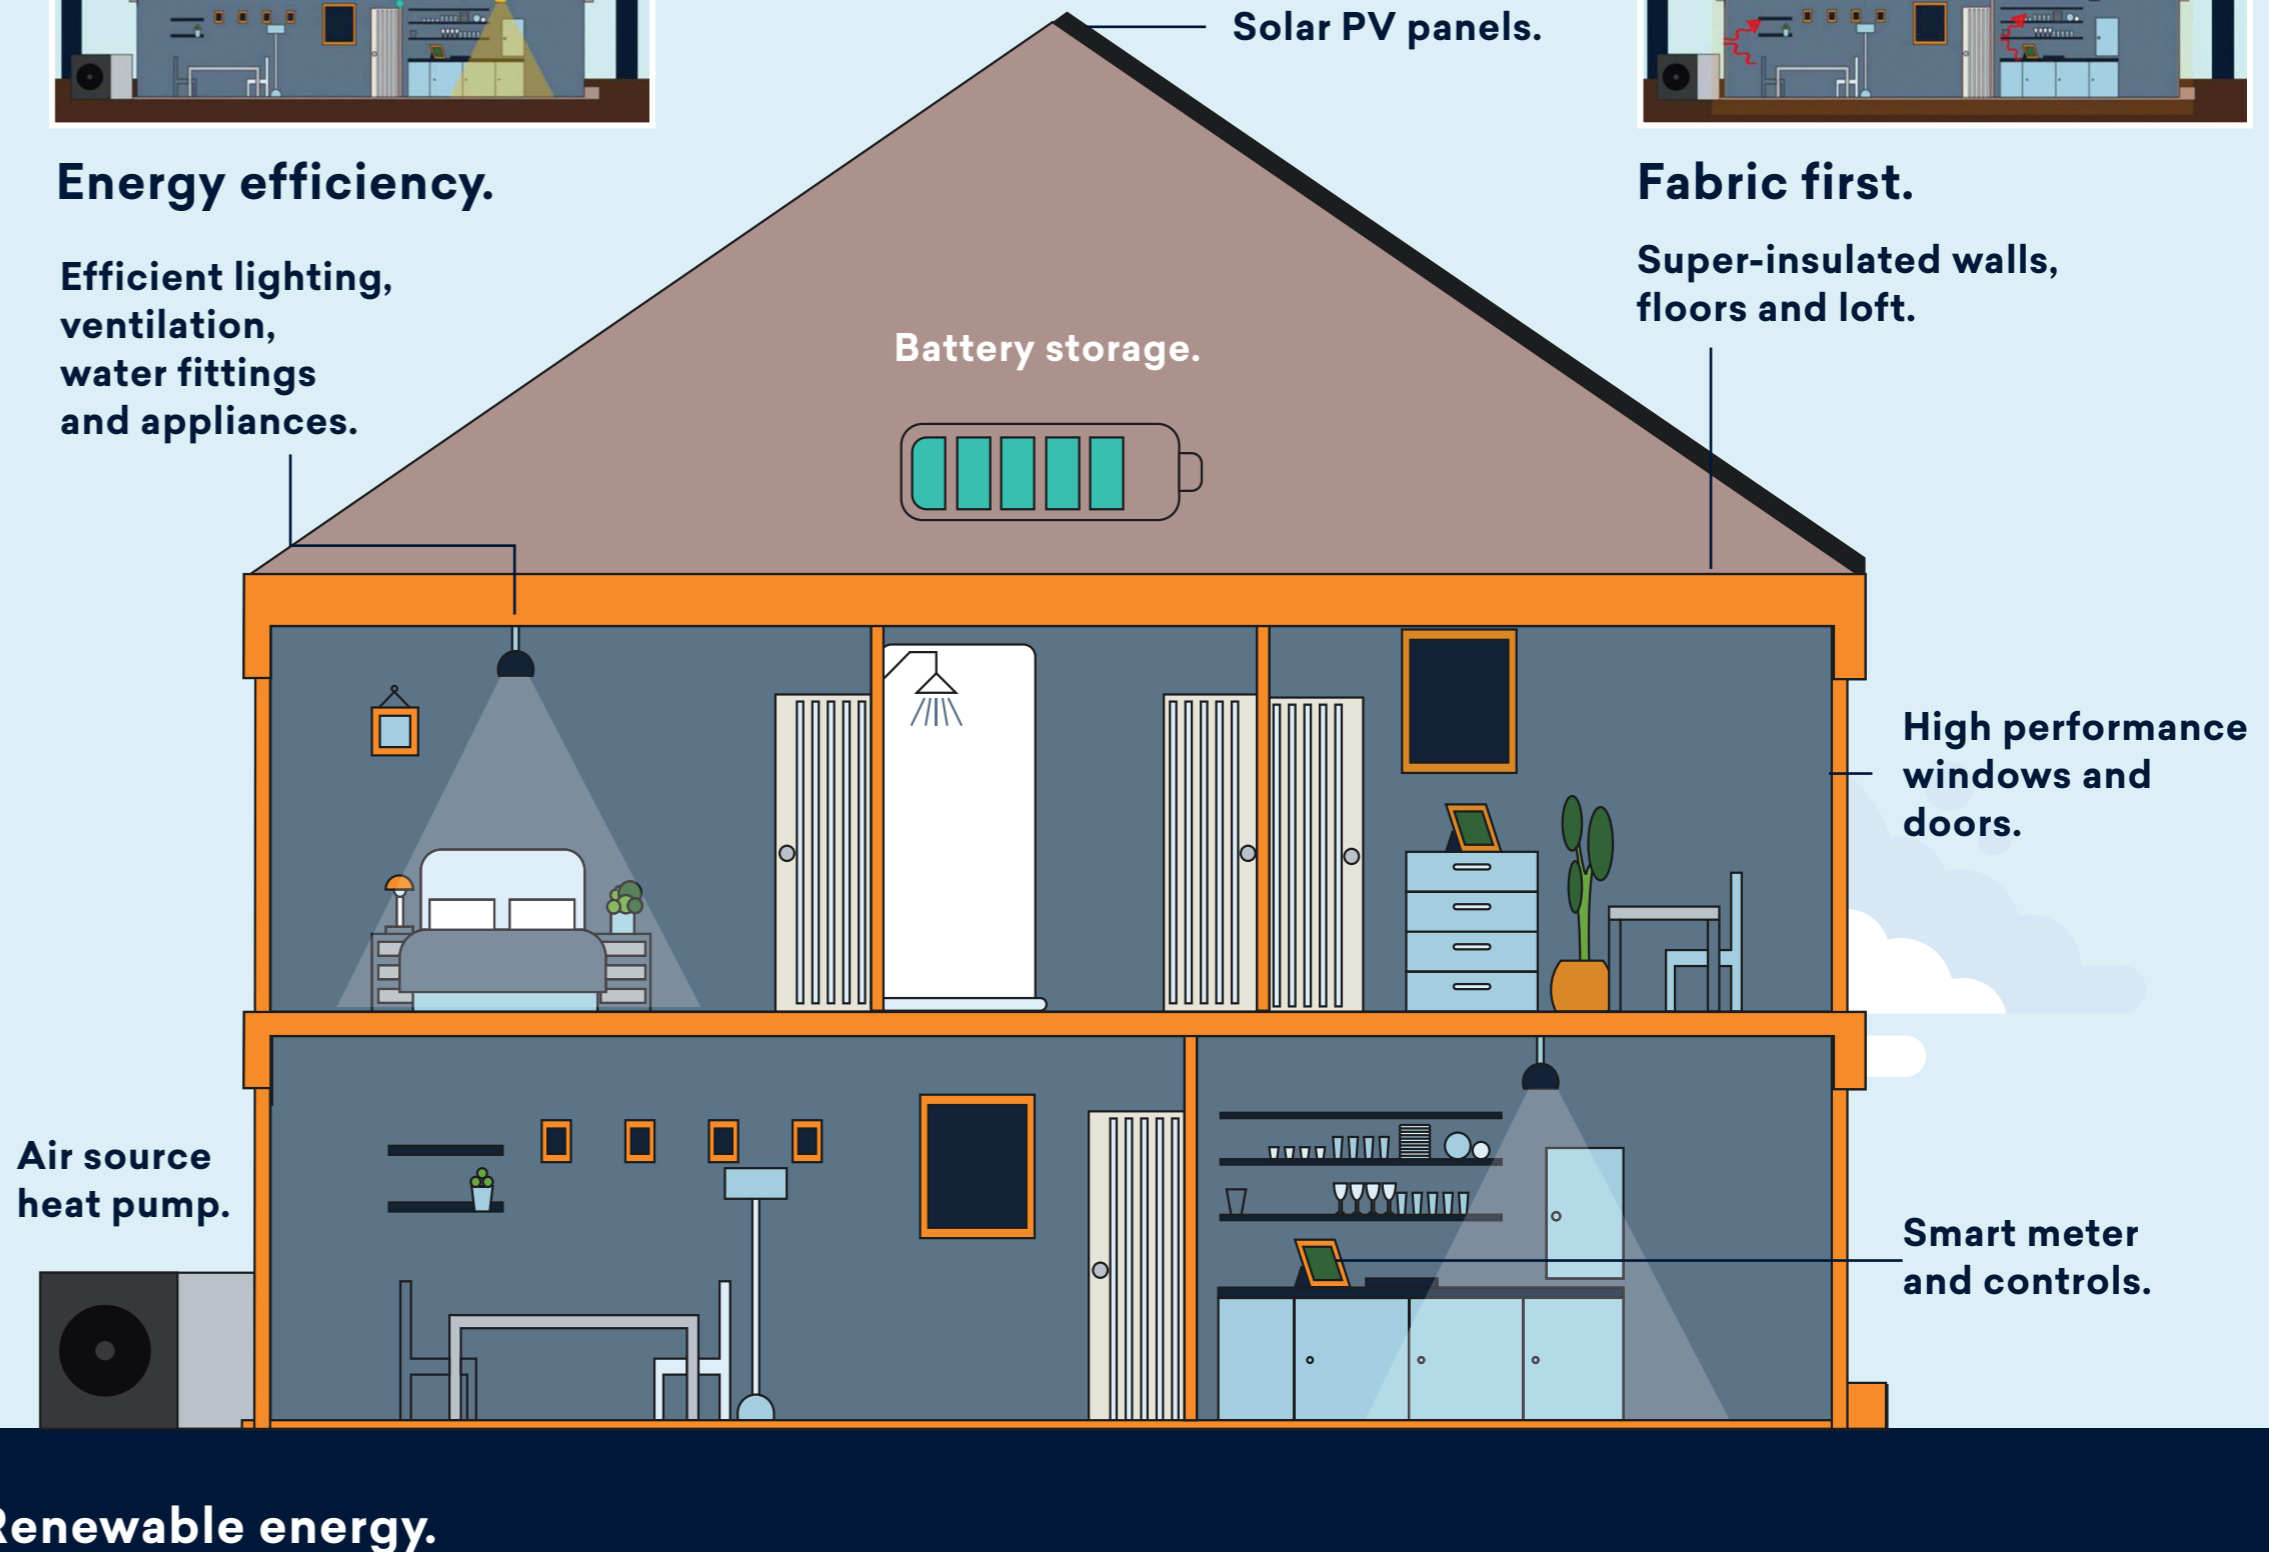 Solar PV panels.
Energy efficiency.
Efficient lighting,
ventilation,
water fittings
and appliances.
Fabric first.
Super-insulated walls,
floors and loft.
Battery storage.
High performance
windows and
doors.
Air source
heat pump.
Smart meter
and controls.
Renewable energy.